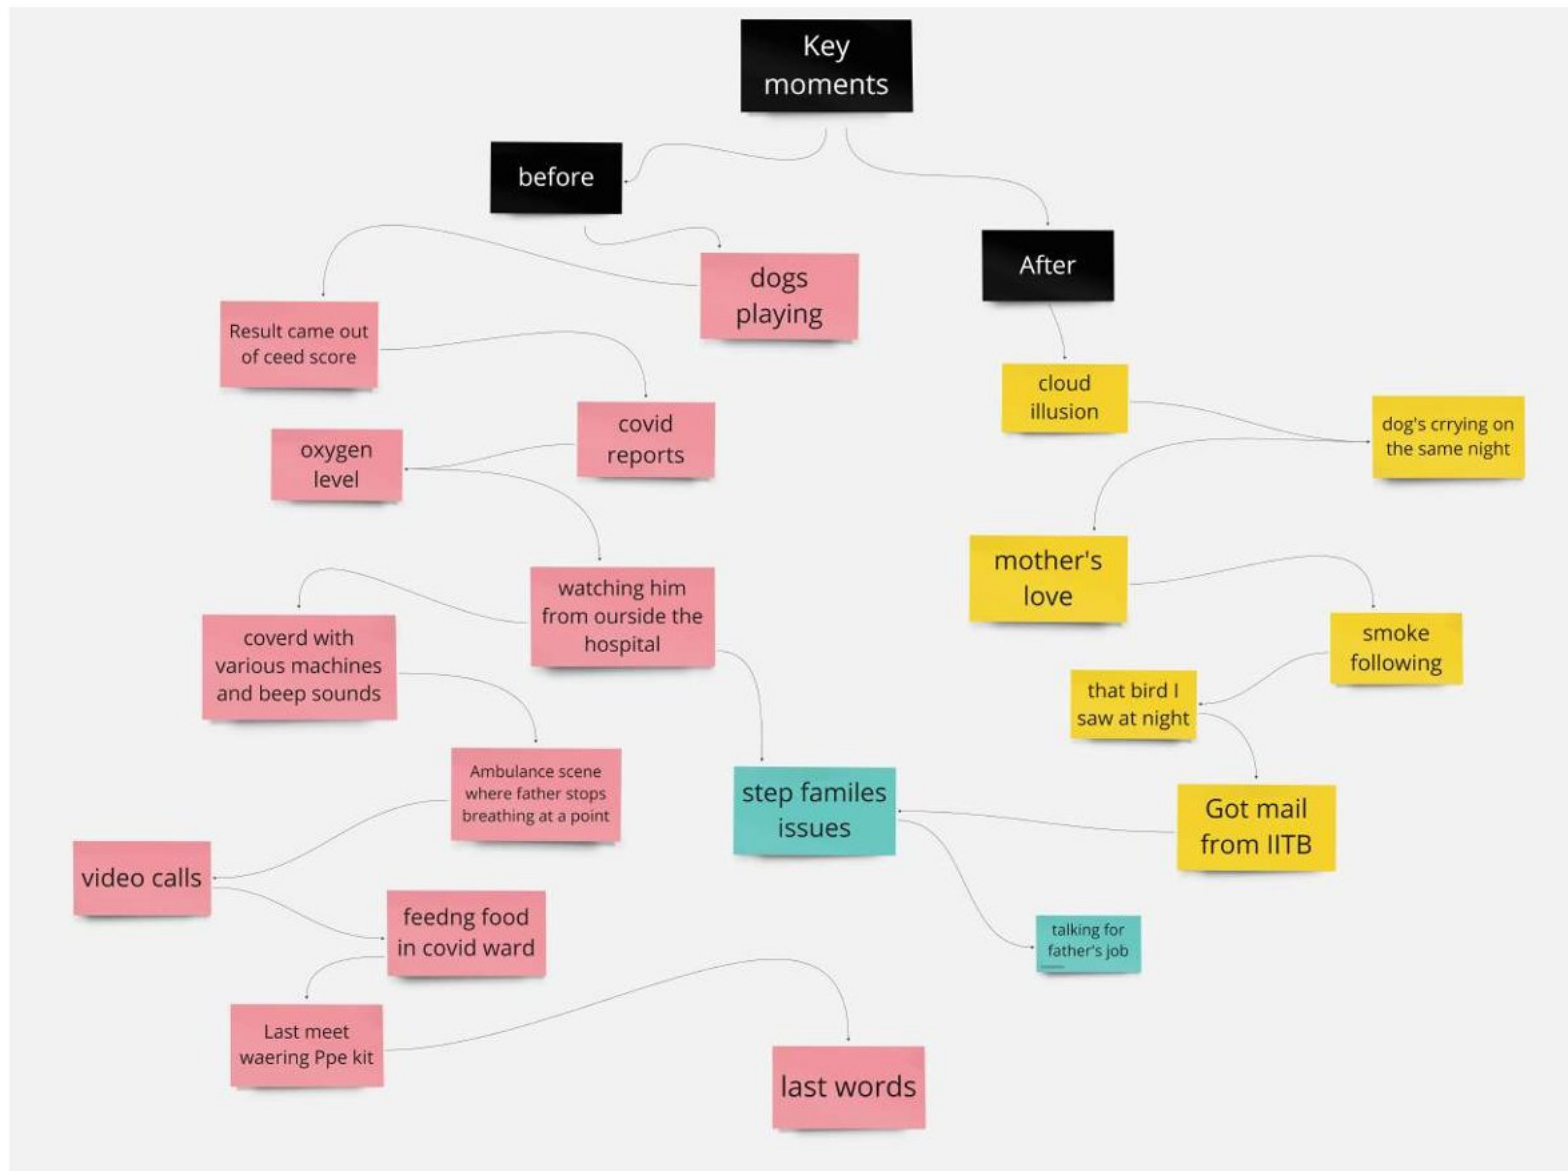 Key
moments
before
dogs
playing
Result came out
of ceed score
covid
reports
oxygen
level
watching him
from ourside the
hospital
coverd with
various machines
and beep sounds
Ambulance scene
where father stops
breathing at a point
video calls
feedng food
in covid ward
Last meet
waering Ppe kit
last words
After
cloud
illusion
dog's crrying on
the same night
mother's
love
smoke
following
that bird I
saw at night
Got mail
from IITB
step familes
issues
talking for
father's job